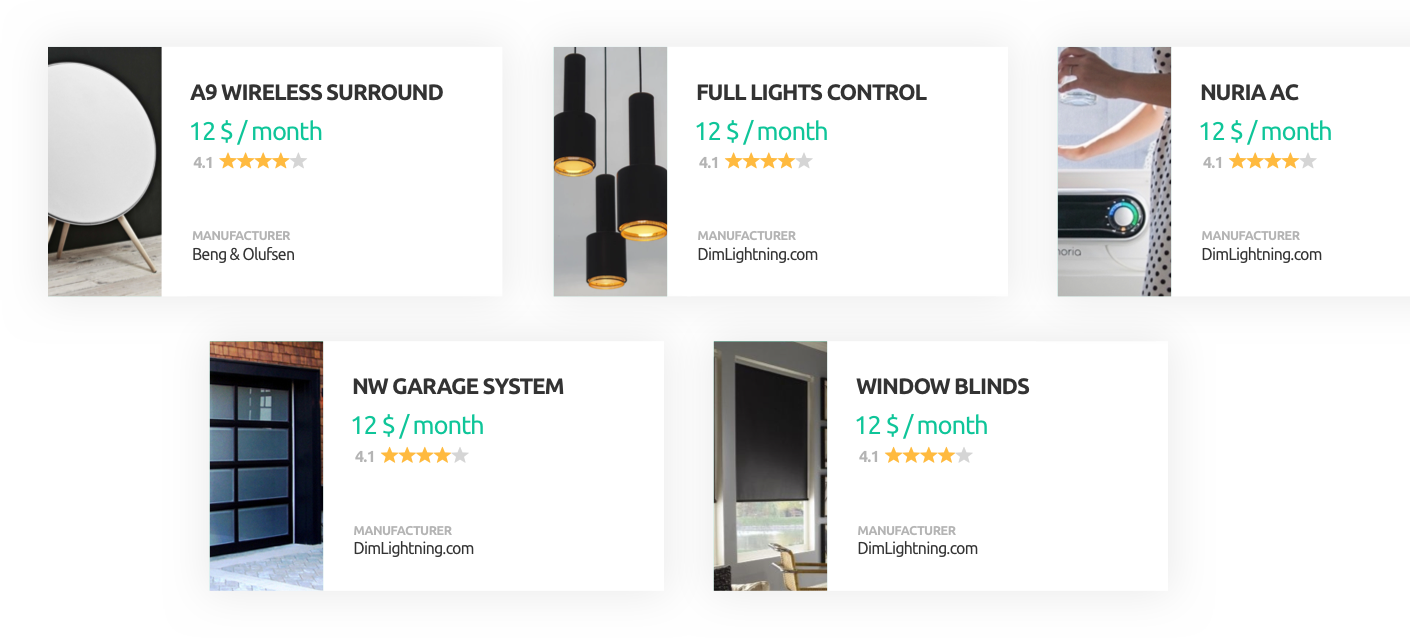 A9 WIRELESS SURROUND
12 $ / month
4.1
MANUFACTURER
Beng & Olufsen
FULL LIGHTS CONTROL
12 $ / month
4.1
MANUFACTURER
DimLightning.com
NURIA AC
12 $ / month
4.1
MANUFACTURER
DimLightning.com
NW GARAGE SYSTEM
12 $ / month
4.1
MANUFACTURER
DimLightning.com
WINDOW BLINDS
12 $ / month
4.1
MANUFACTURER
DimLightning.com